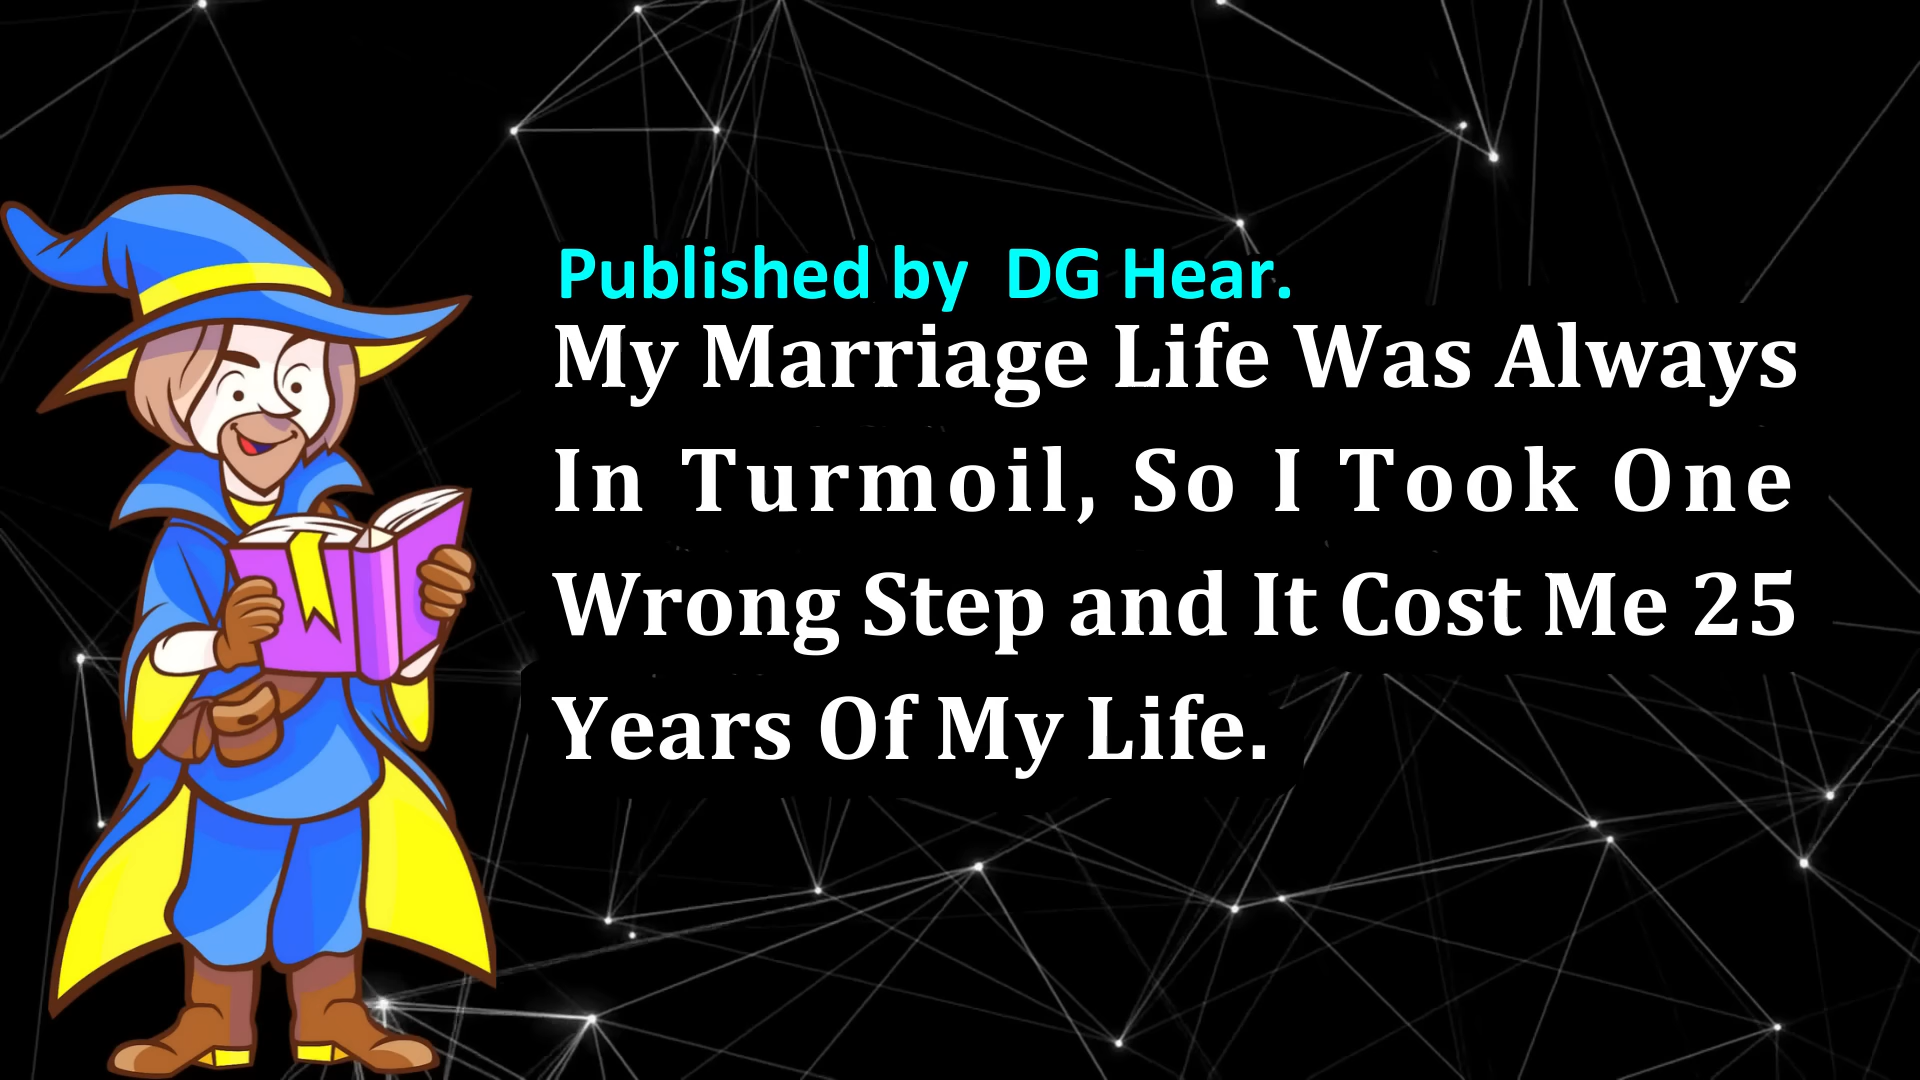 Published by  DG Hear.
My Marriage Life Was Always
In Turmoil, So I Took One
Wrong Step and It Cost Me 25
Years Of My Life.